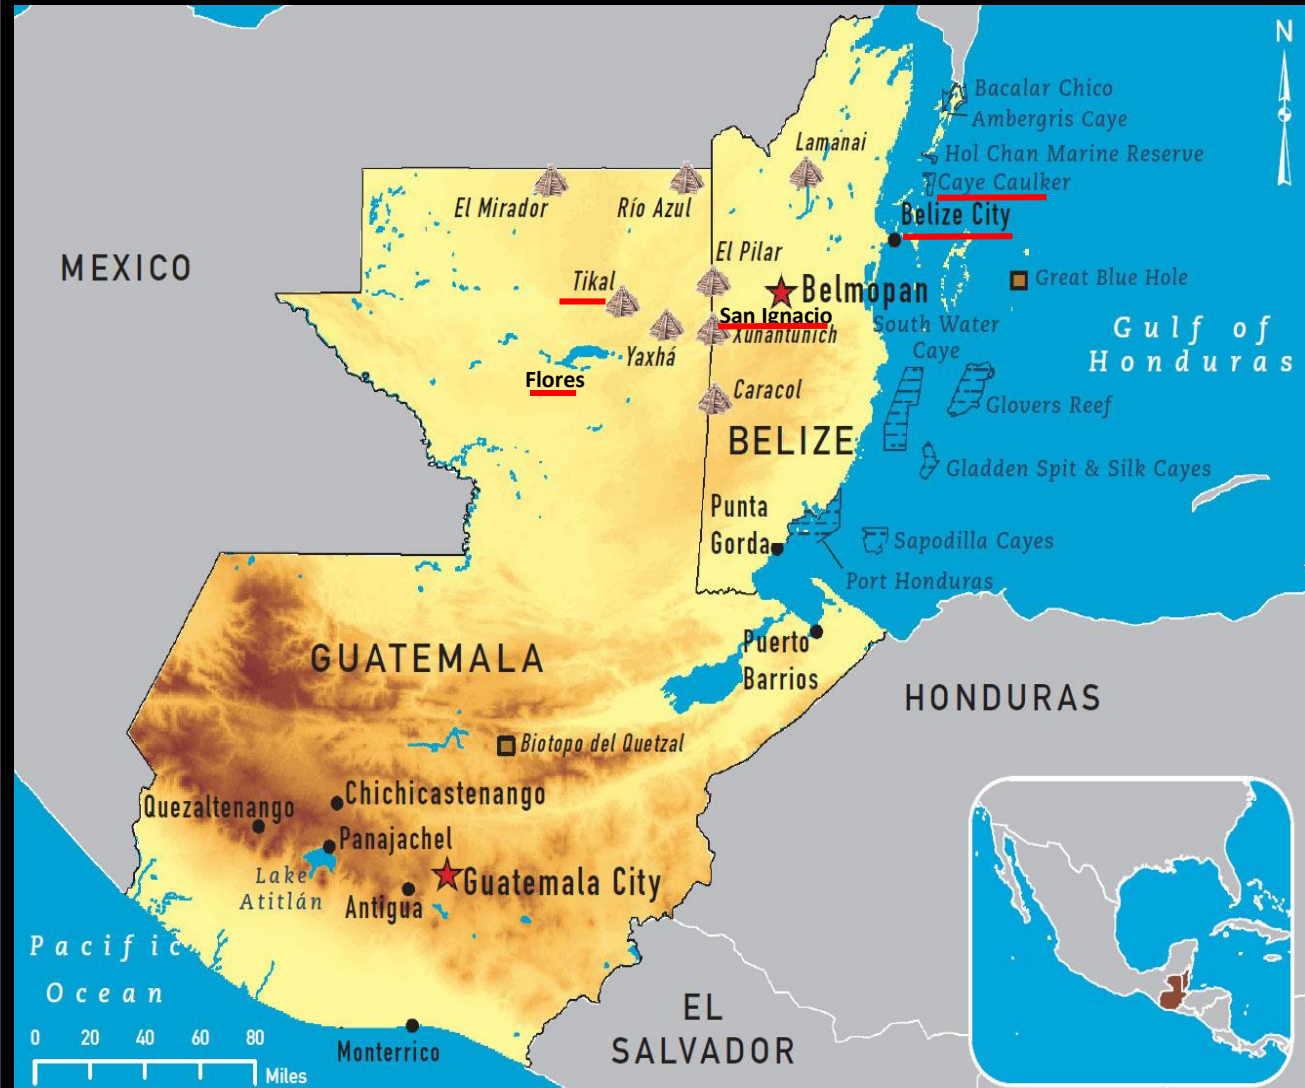 N
Bacalar Chico
Ambergris Caye
Lamanai
Hol Chan Marine Reserve
Caye Caulker
El Mirador
Río Azul
Belize City
MEXICO
El Pilar
Tikal
Belmopan
Great Blue Hole
San Ignacio
Xunantunich
South Water
Caye
Gulf of
Honduras
Yaxhá
Flores
Caracol
Glovers Reef
BELIZE
Gladden Spit & Silk Cayes
Punta
Gorda
Sapodilla Cayes
Port Honduras
GUATEMALA
Puerto
Barrios
HONDURAS
Biotopo del Quetzal
Chichicastenango
Quezaltenango
Panajachel
Lake
Atitlán
Guatemala City
Antigua
Pacific
Ocean
EL
SALVADOR
0 20 40 60 80
Miles
Monterrico